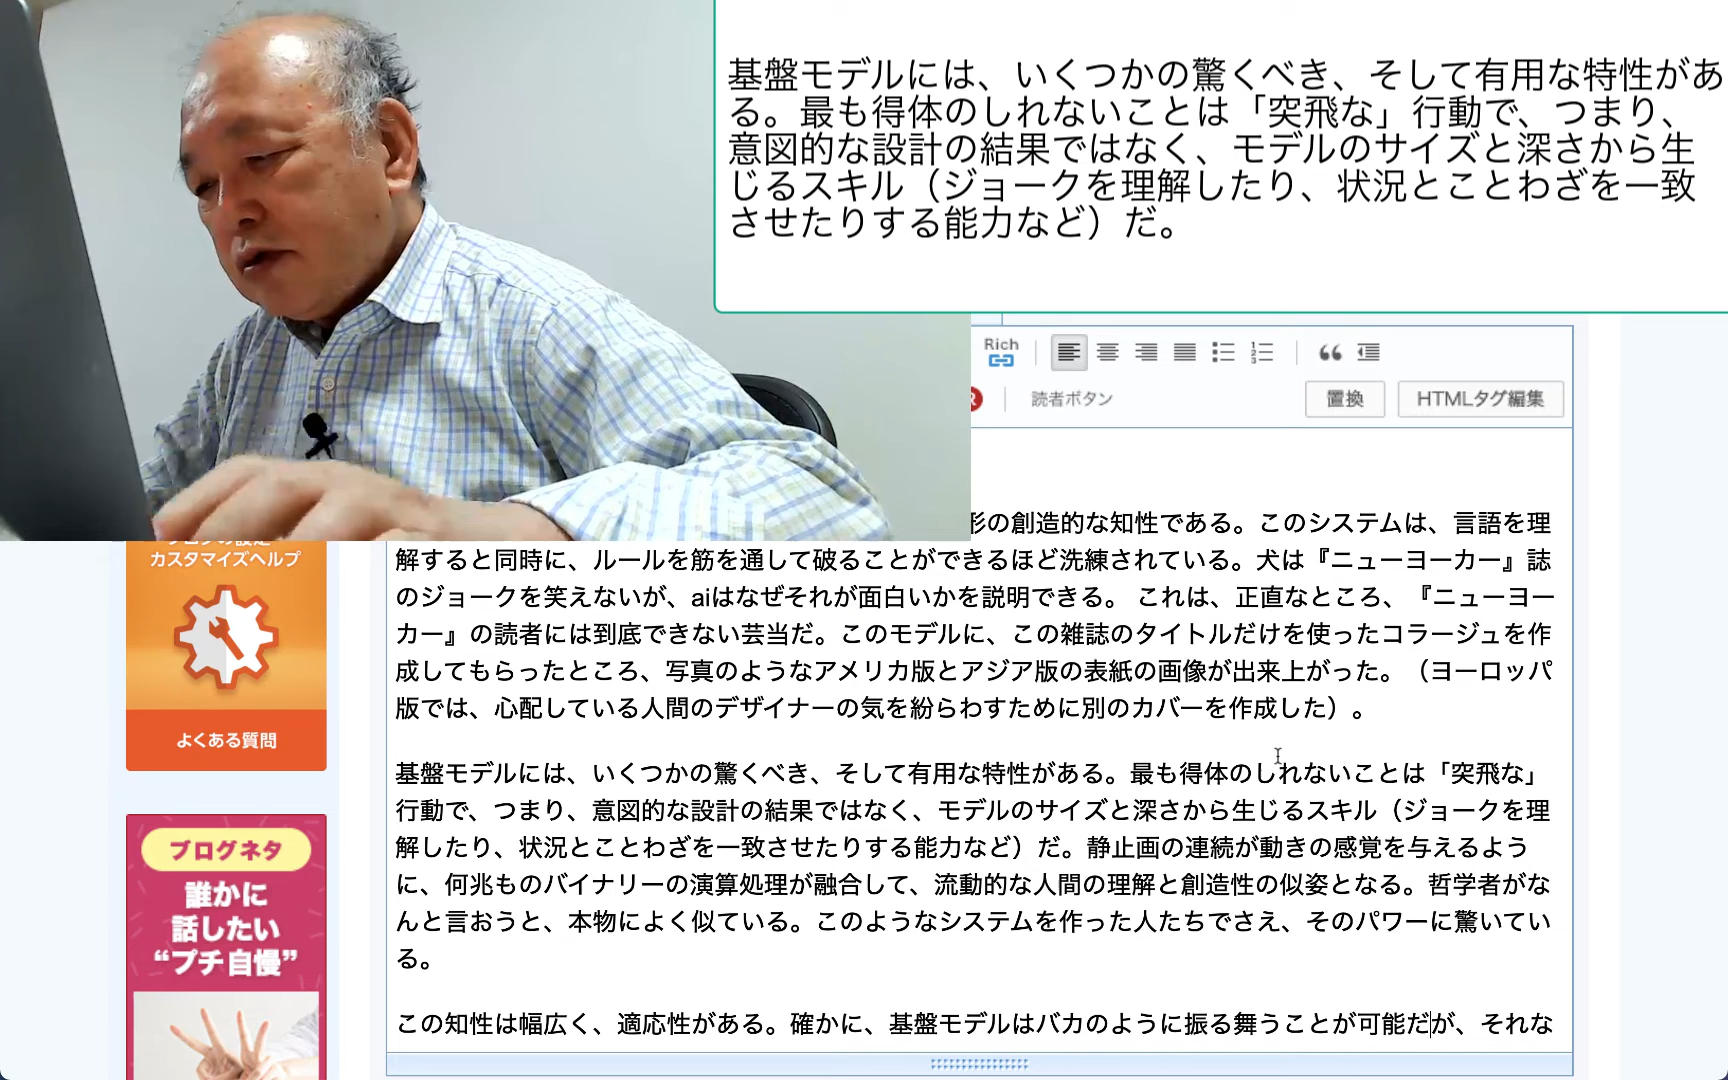 基盤モデルには、いくつかの驚くべき、そして有用な特性があ
る。最も得体のしれないことは「突飛な」行動で、つまり、
意図的な設計の結果ではなく、モデルのサイズと深さから生
じるスキル（ジョークを理解したり、状況とことわざを一致
させたりする能力など）だ。
Rich
読者ボタン
置換
HTMLタグ編集
形の創造的な知性である。このシステムは、言語を理
解すると同時に、ルールを筋を通して破ることができるほど洗練されている。犬は『ニューヨーカー』誌
のジョークを笑えないが、aiはなぜそれが面白いかを説明できる。 これは、正直なところ、『ニューヨー
カー』の読者には到底できない芸当だ。このモデルに、この雑誌のタイトルだけを使ったコラージュを作
成してもらったところ、写真のようなアメリカ版とアジア版の表紙の画像が出来上がった。（ヨーロッパ
版では、心配している人間のデザイナーの気を紛らわすために別のカバーを作成した）。
基盤モデルには、いくつかの驚くべき、そして有用な特性がある。最も得体のしれないことは「突飛な」
行動で、つまり、意図的な設計の結果ではなく、モデルのサイズと深さから生じるスキル（ジョークを理
解したり、状況とことわざを一致させたりする能力など）だ。静止画の連続が動きの感覚を与えるよう
に、何兆ものバイナリーの演算処理が融合して、流動的な人間の理解と創造性の似姿となる。哲学者がな
んと言おうと、本物によく似ている。このようなシステムを作った人たちでさえ、そのパワーに驚いてい
る。
この知性は幅広く、適応性がある。確かに、基盤モデルはバカのように振る舞うことが可能だが、それな
カスタマイズヘルプ
よくある質問
ブログネタ
誰かに
話したい
“プチ自慢”